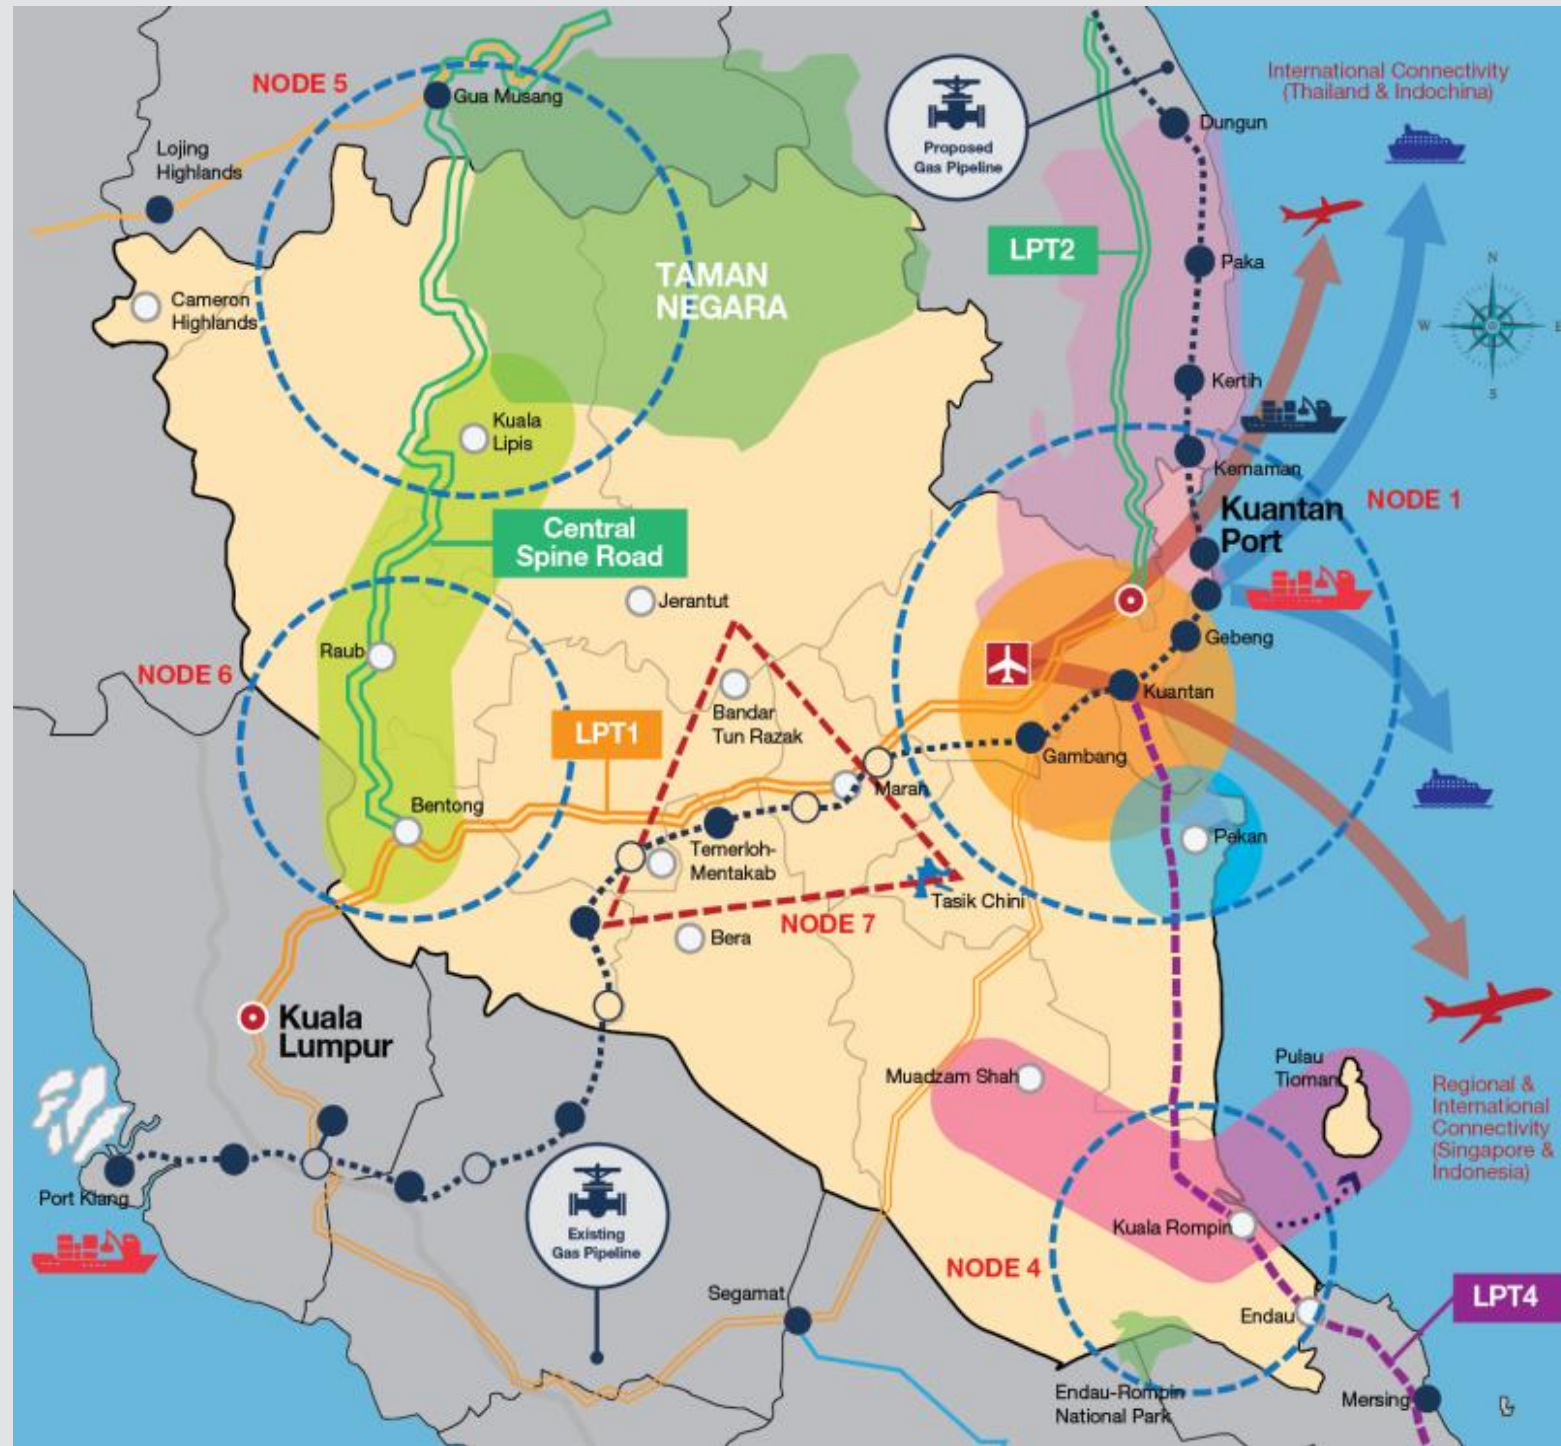 NODE 5
Gua Musang
Lojing
Highlands
Cameron
Highlands
TAMAN
NEGARA
Proposed
Gas Pipeline
International Connectivity
(Thailand & Indochina)
Dungun
LPT2
Paka
N
W
E
S
Kertih
Kuala
Lipis
Kemaman
NODE 1
Kuantan
Port
Central
Spine Road
Jerantut
Gebeng
Raub
NODE 6
Kuantan
Bandar
Tun Razak
LPT1
Gambang
Maran
Bentong
Pekan
Temerloh-
Mentakab
Tasik Chini
NODE 7
Bera
Kuala
Lumpur
Muadzam Shah
Pulau
Tioman
Regional &
International
Connectivity
(Singapore &
Indonesia)
Port Klang
Existing
Gas Pipeline
Kuala Rompin
NODE 4
Segamat
LPT4
Endau
Endau-Rompin
National Park
Mersing